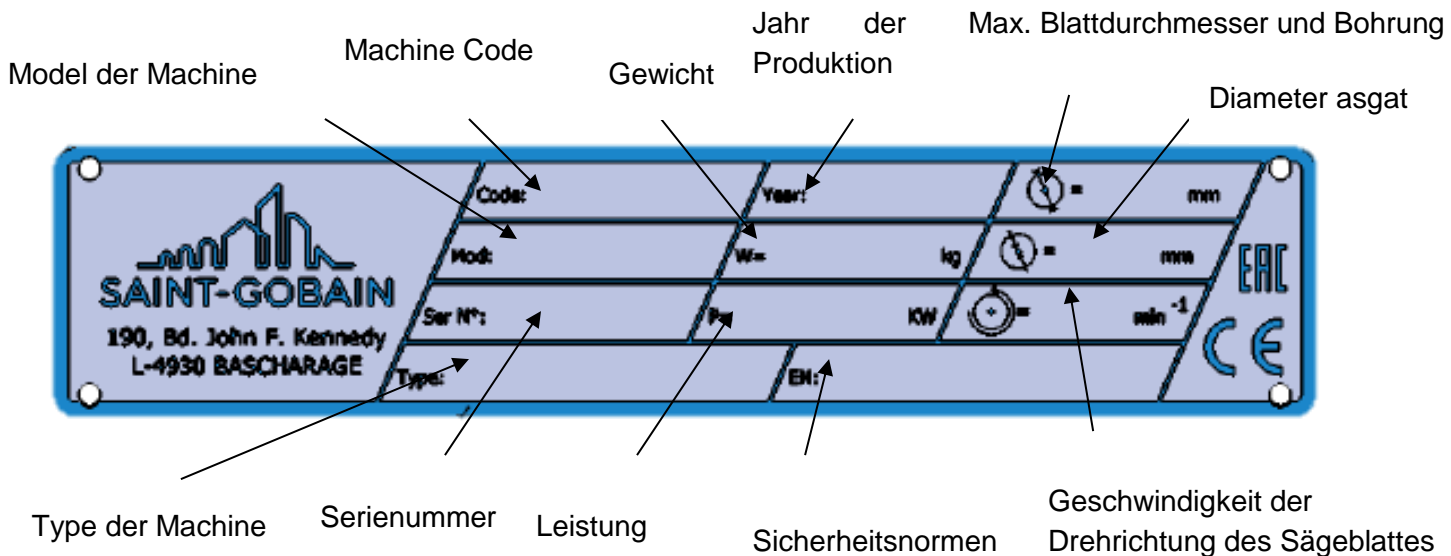 Jahr der Max. Blattdurchmesser und Bohrung
Machine Code
Produktion
Model der Machine
Gewicht
Diameter asgat
Code:
Year:
=
mm
Mod:
W=
kg
=
mm
EAC
SAINT-GOBAIN
Ser N°:
P=
KW
=
min -1
190, Bd. John F. Kennedy
L-4930 BASCHARAGE
Type:
EN:
CE
Type der Machine
Serienummer
Leistung
Sicherheitsnormen
Geschwindigkeit der
Drehrichtung des Sägeblattes